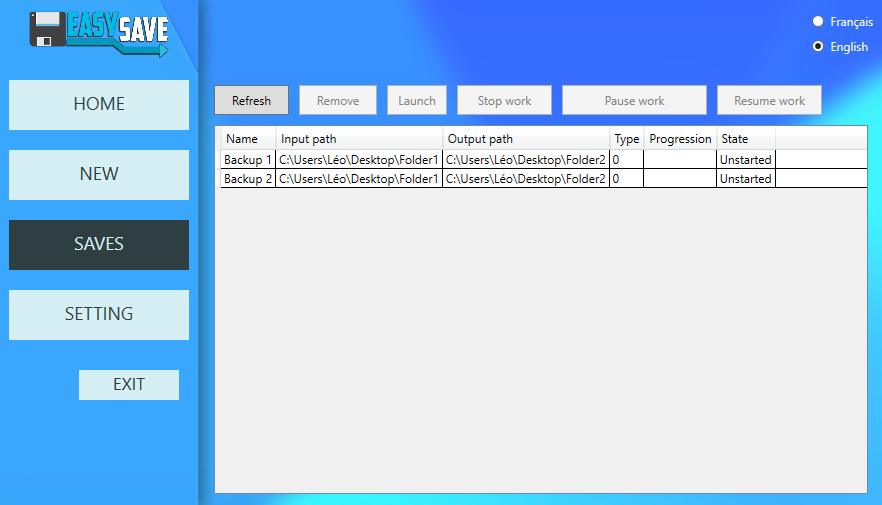 EASY SAVE
Français
English
HOME
NEW
SAVES
SETTING
EXIT
Refresh Remove Launch Stop work Pause work Resume work
Name Input path Output path Type Progression State
Backup 1 C:\Users\Léo\Desktop\Folder1 C:\Users\Léo\Desktop\Folder2 0 Unstarted
Backup 2 C:\Users\Léo\Desktop\Folder1 C:\Users\Léo\Desktop\Folder2 0 Unstarted